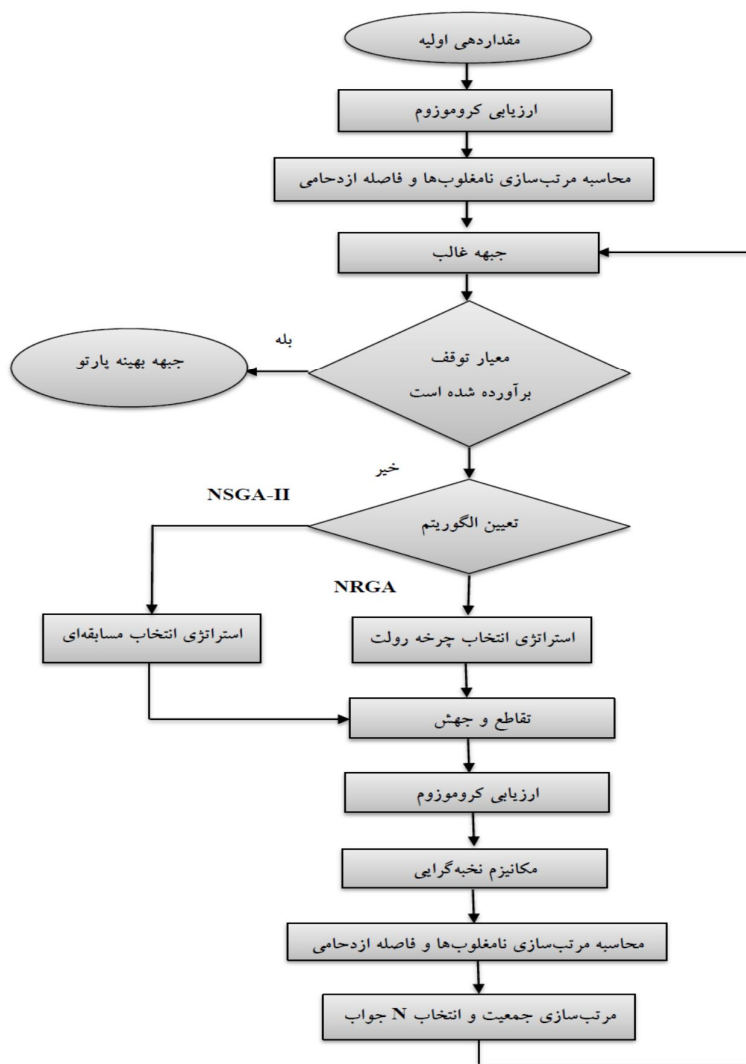 مقداردهی اولیه
ارزیابی کروموزوم
محاسبه مرتب‌سازی نامغلوب‌ها و فاصله ازدحامی
جبهه غالب
بله
معیار توقف
برآورده شده است
جبهه بهینه پارتو
خیر
NSGA-II
تعیین الگوریتم
NRGA
استراتژی انتخاب چرخه رولت
استراتژی انتخاب مسابقه‌ای
تقاطع و جهش
ارزیابی کروموزوم
مکانیزم نخبه‌گرایی
محاسبه مرتب‌سازی نامغلوب‌ها و فاصله ازدحامی
مرتب‌سازی جمعیت و انتخاب N جواب